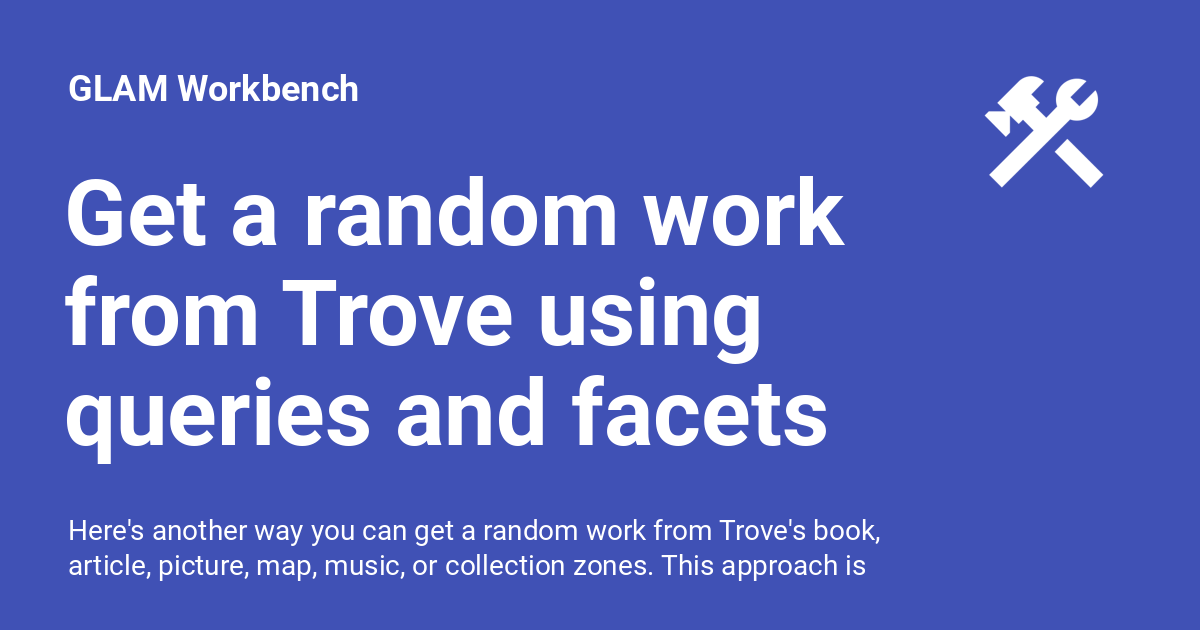 GLAM Workbench
Get a random work
from Trove using
queries and facets
Here's another way you can get a random work from Trove's book,
article, picture, map, music, or collection zones. This approach is